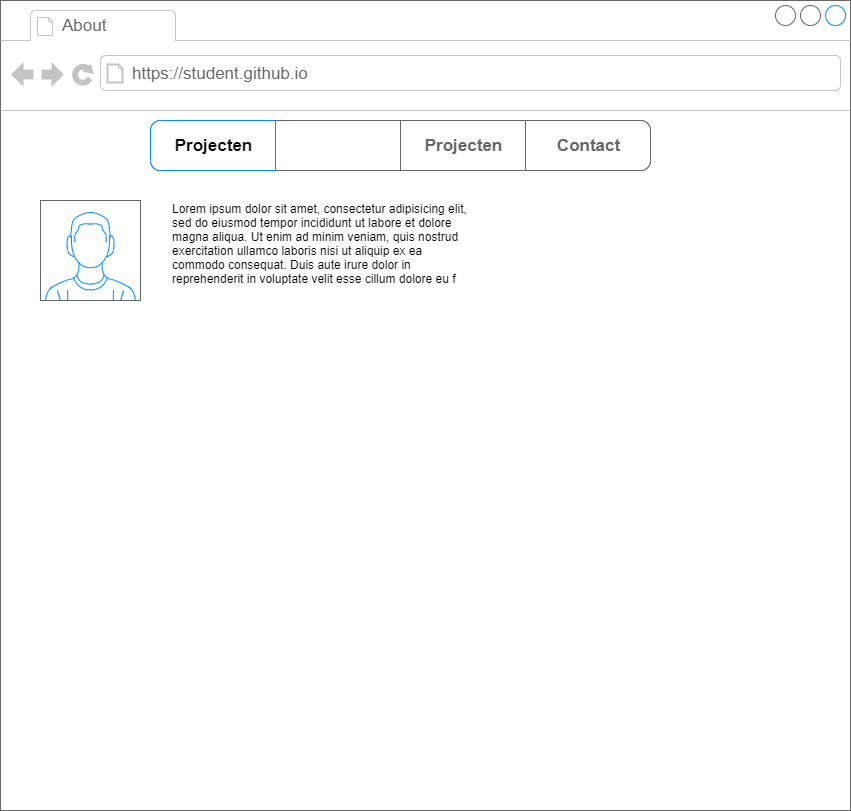 About
https://student.github.io
Projecten
Projecten
Contact
Lorem ipsum dolor sit amet, consectetur adipisicing elit,
sed do eiusmod tempor incididunt ut labore et dolore
magna aliqua. Ut enim ad minim veniam, quis nostrud
exercitation ullamco laboris nisi ut aliquip ex ea
commodo consequat. Duis aute irure dolor in
reprehenderit in voluptate velit esse cillum dolore eu f